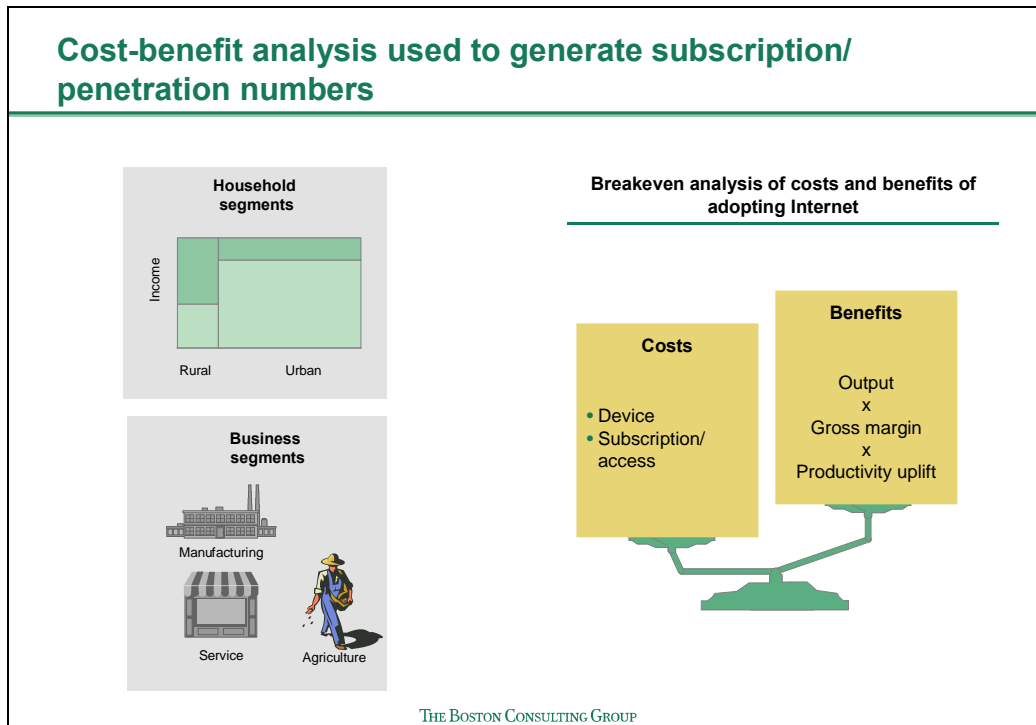 Cost-benefit analysis used to generate subscription/
penetration numbers
Household
segments
Income
Rural
Urban
Business
segments
Manufacturing
Service
Agriculture
Breakeven analysis of costs and benefits of
adopting Internet
Costs
• Device
• Subscription/
access
Benefits
Output
x
Gross margin
x
Productivity uplift
THE BOSTON CONSULTING GROUP